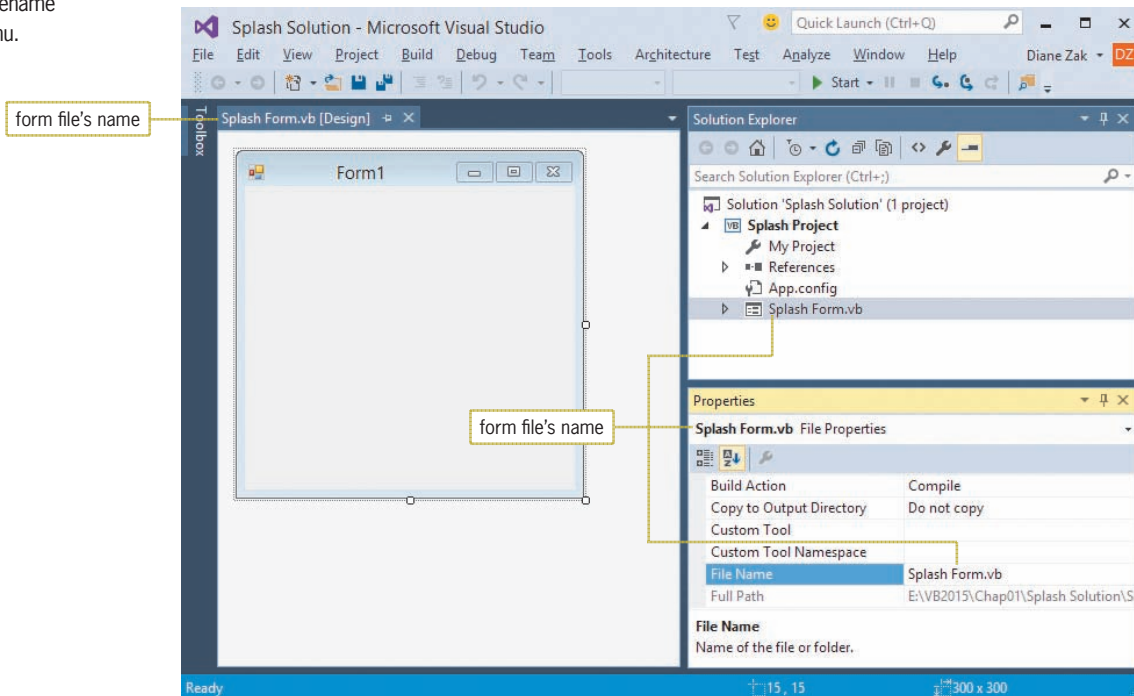 ename
nu.
Splash Solution - Microsoft Visual Studio
Quick Launch (Ctrl+Q)
File Edit View Project Build Debug Team Tools Architecture Test Analyze Window Help Diane Zak DZ
Start
form file's name
Toolbox
Splash Form.vb [Design]
Form1
Solution Explorer
Search Solution Explorer (Ctrl+;)
Solution 'Splash Solution' (1 project)
VB Splash Project
My Project
References
App.config
Splash Form.vb
form file's name
Properties
Splash Form.vb File Properties
Build Action Compile
Copy to Output Directory Do not copy
Custom Tool
Custom Tool Namespace
File Name Splash Form.vb
Full Path E:\VB2015\Chap01\Splash Solution\S
File Name
Name of the file or folder.
Ready 15, 15 300 x 300